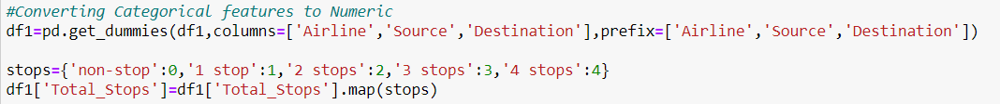 #Converting Categorical features to Numeric
df1=pd.get_dummies(df1,columns=['Airline','Source','Destination'],prefix=['Airline','Source','Destination'])
stops={'non-stop':0,'1 stop':1,'2 stops':2,'3 stops':3,'4 stops':4}
df1['Total_Stops']=df1['Total_Stops'].map(stops)